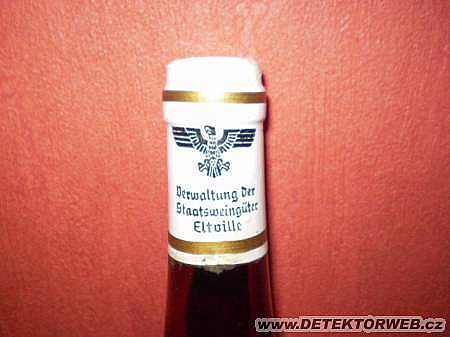 Verwaltung der
Staatsweingüter
Eltville
WWW.DETEKTORWEB.CZ